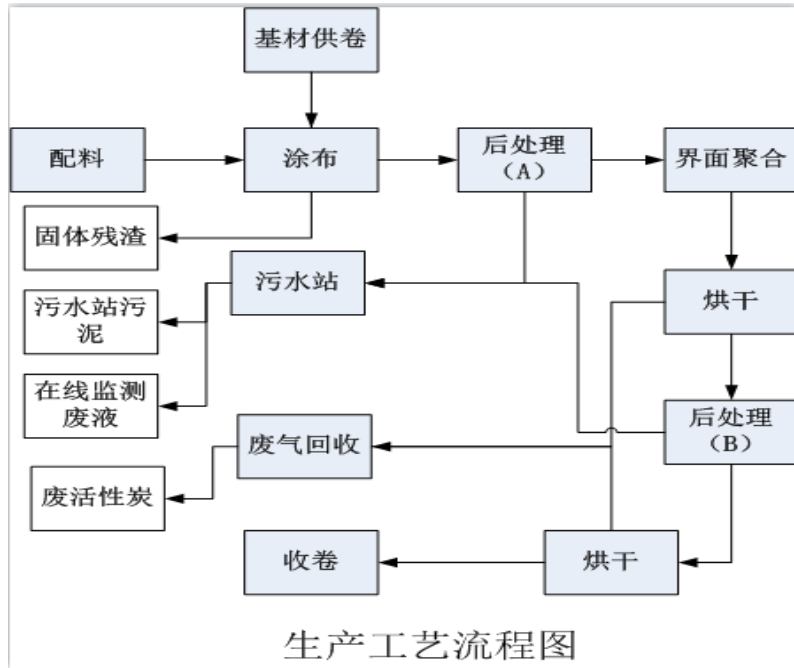 基材供卷
配料
涂布
后处理
（A）
界面聚合
固体残渣
污水站
烘干
污水站污
泥
在线监测
废液
后处理
（B）
废气回收
废活性炭
收卷
烘干
生产工艺流程图